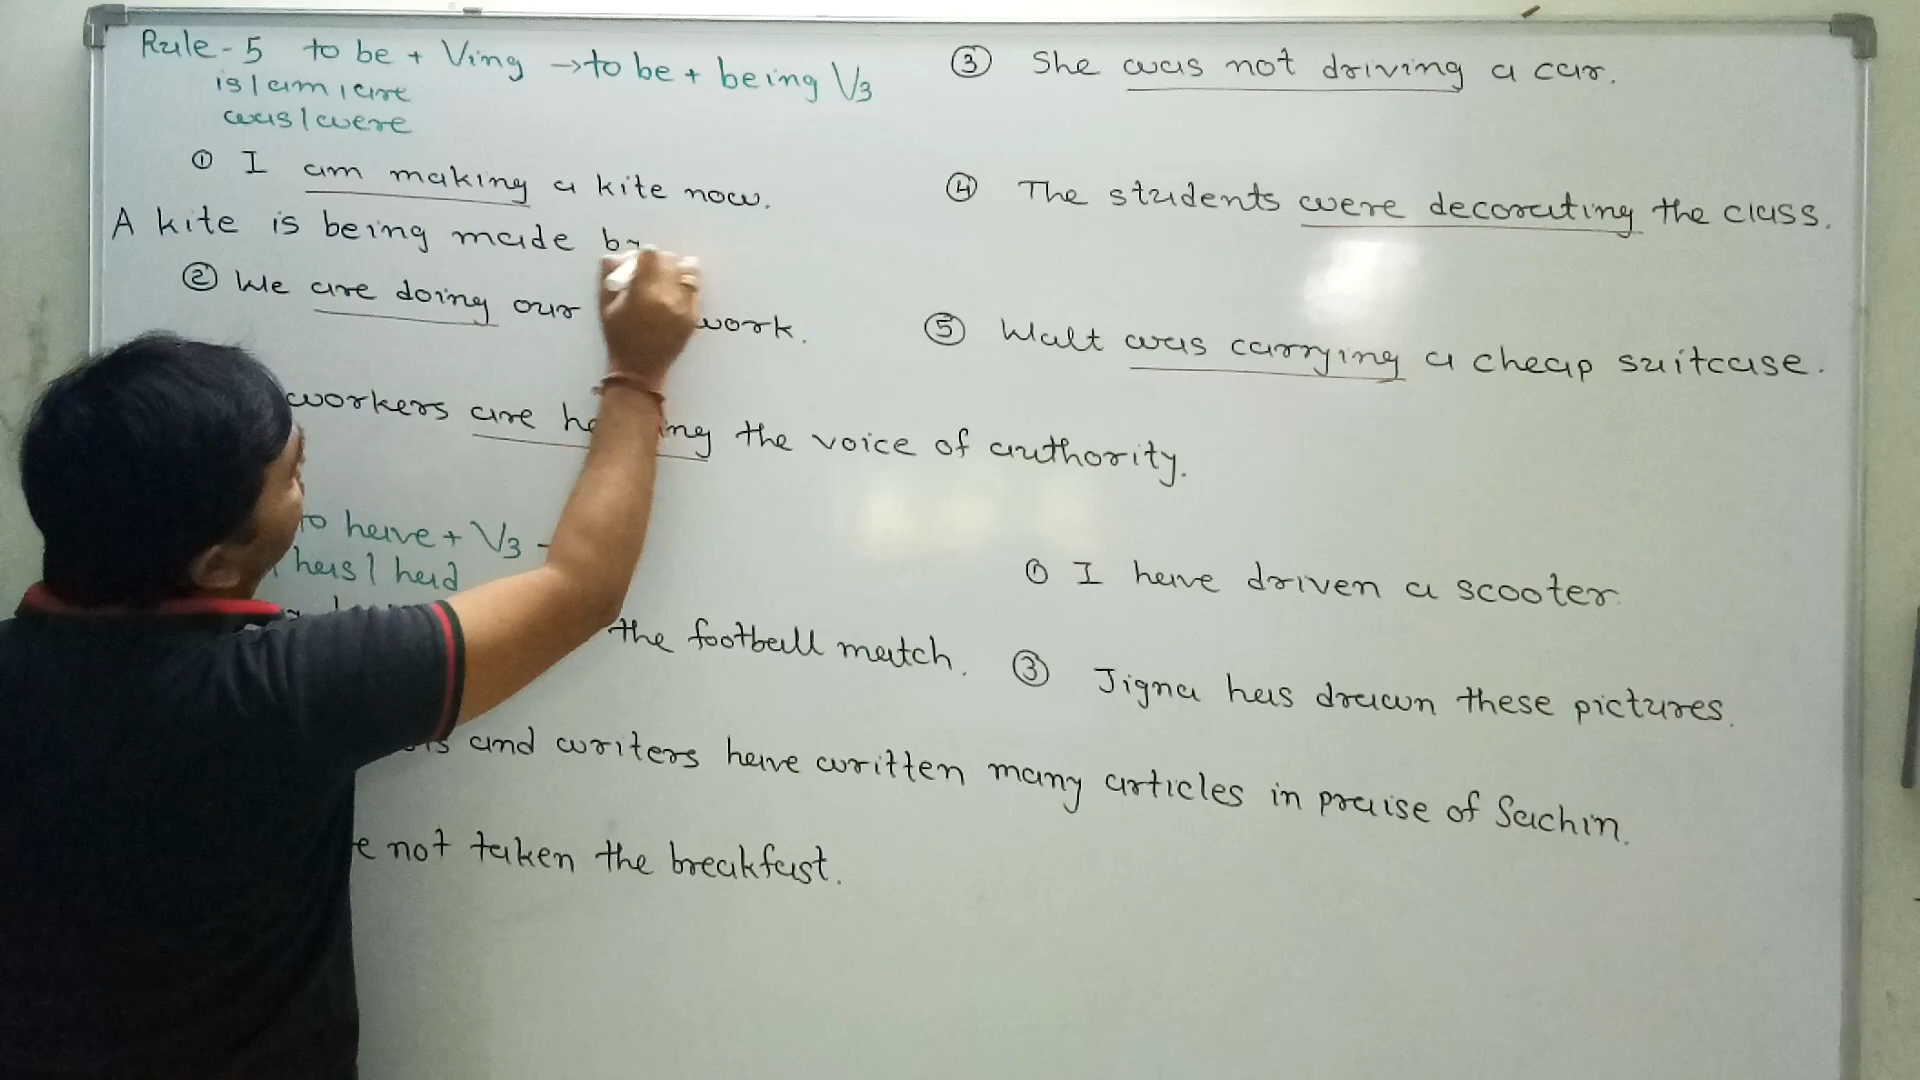 Rule-5 to be + Ving → to be + being V3
is/am/are
was/were
① I am making a kite now.
A kite is being made by
② We are doing our work.
workers are ing the voice of authority.
to have + V3
has/had
the football match.
and writers have written many articles in praise of Sachin.
not taken the breakfast.
③ She was not driving a car.
④ The students were decorating the class.
⑤ Walt was carrying a cheap suitcase.
① I have driven a scooter.
③ Jigna has drawn these pictures.